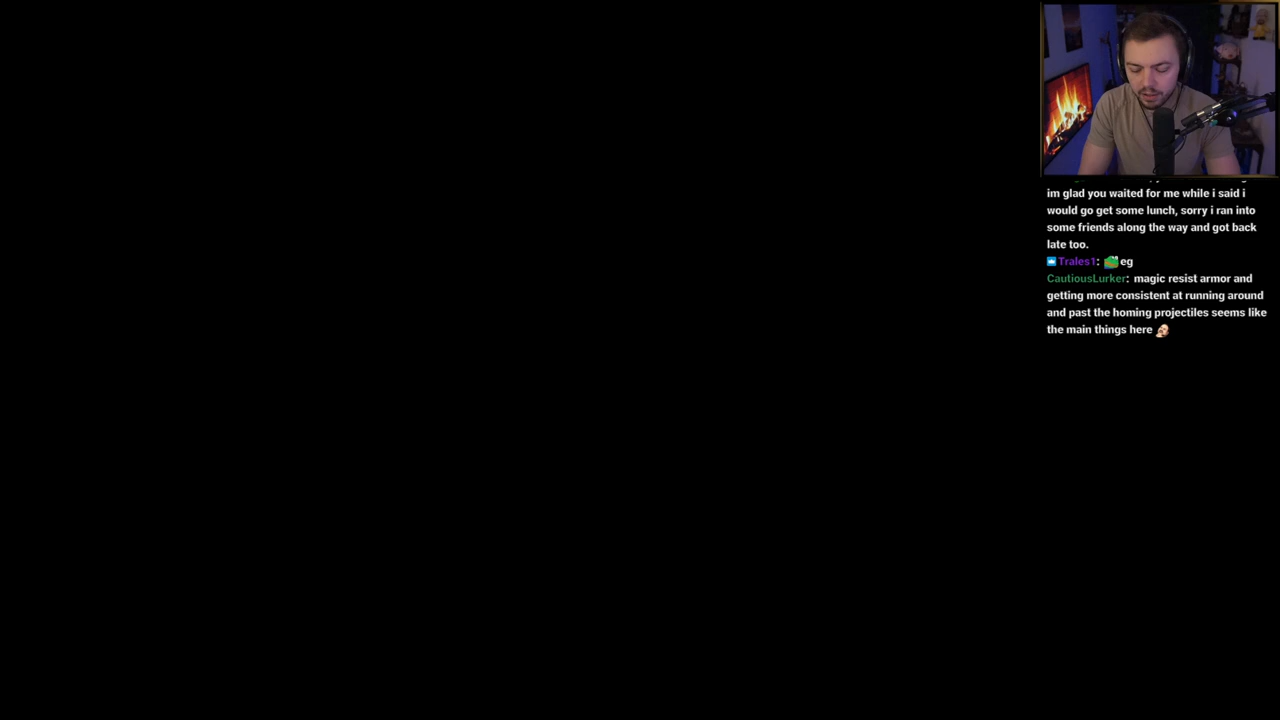 im glad you waited for me while i said i
would go get some lunch, sorry i ran into
some friends along the way and got back
late too.
Trales1: eg
CautiousLurker: magic resist armor and
getting more consistent at running around
and past the homing projectiles seems like
the main things here